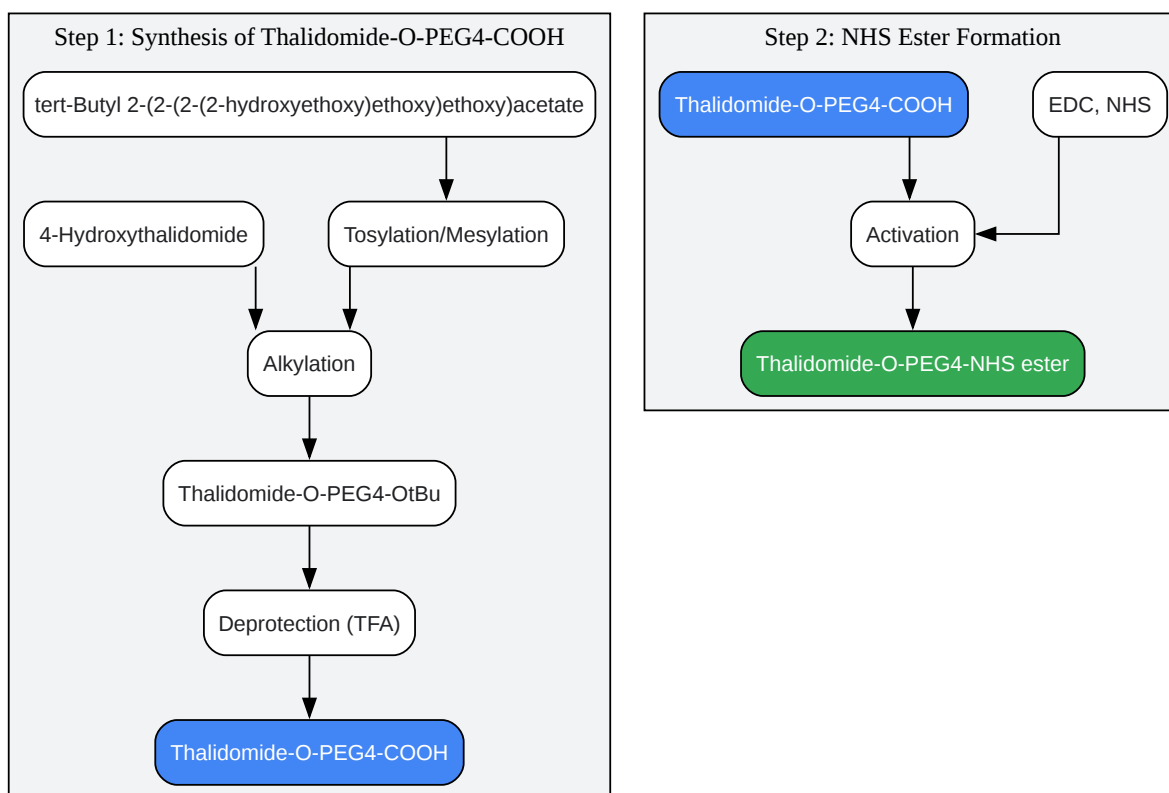 Step 1: Synthesis of Thalidomide-O-PEG4-COOH
tert-Butyl 2-(2-(2-(2-hydroxyethoxy)ethoxy)ethoxy)acetate
4-Hydroxythalidomide
Tosylation/Mesylation
Alkylation
Thalidomide-O-PEG4-OtBu
Deprotection (TFA)
Thalidomide-O-PEG4-COOH
Step 2: NHS Ester Formation
Thalidomide-O-PEG4-COOH
EDC, NHS
Activation
Thalidomide-O-PEG4-NHS ester